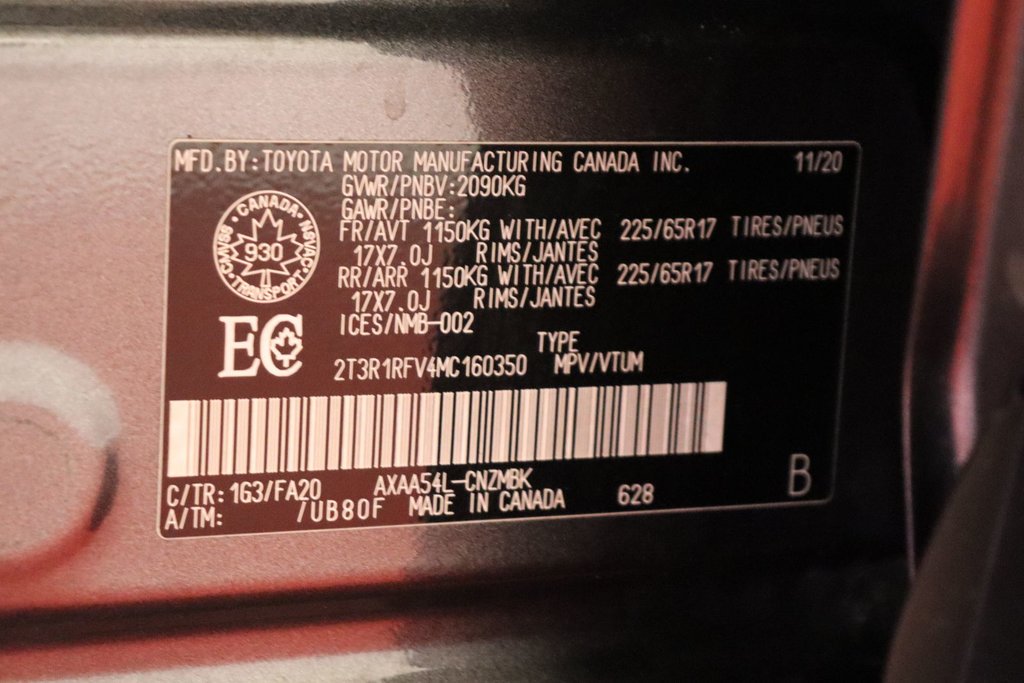 MFD.BY:TOYOTA MOTOR MANUFACTURING CANADA INC. 11/20
GVWR/PNBV:2090KG
GAWR/PNBE:
FR/AVT 1150KG WITH/AVEC 225/65R17 TIRES/PNEUS
17X7.0J RIMS/JANTES
RR/ARR 1150KG WITH/AVEC 225/65R17 TIRES/PNEUS
17X7.0J RIMS/JANTES
CANADA · NSVAC · TRANSPORT · CMVSS
930
ICES/NMB-002
EC
TYPE
2T3R1RFV4MC160350 MPV/VTUM
C/TR:1G3/FA20 AXAA54L-CNZMBK
A/TM: /UB80F MADE IN CANADA 628
B